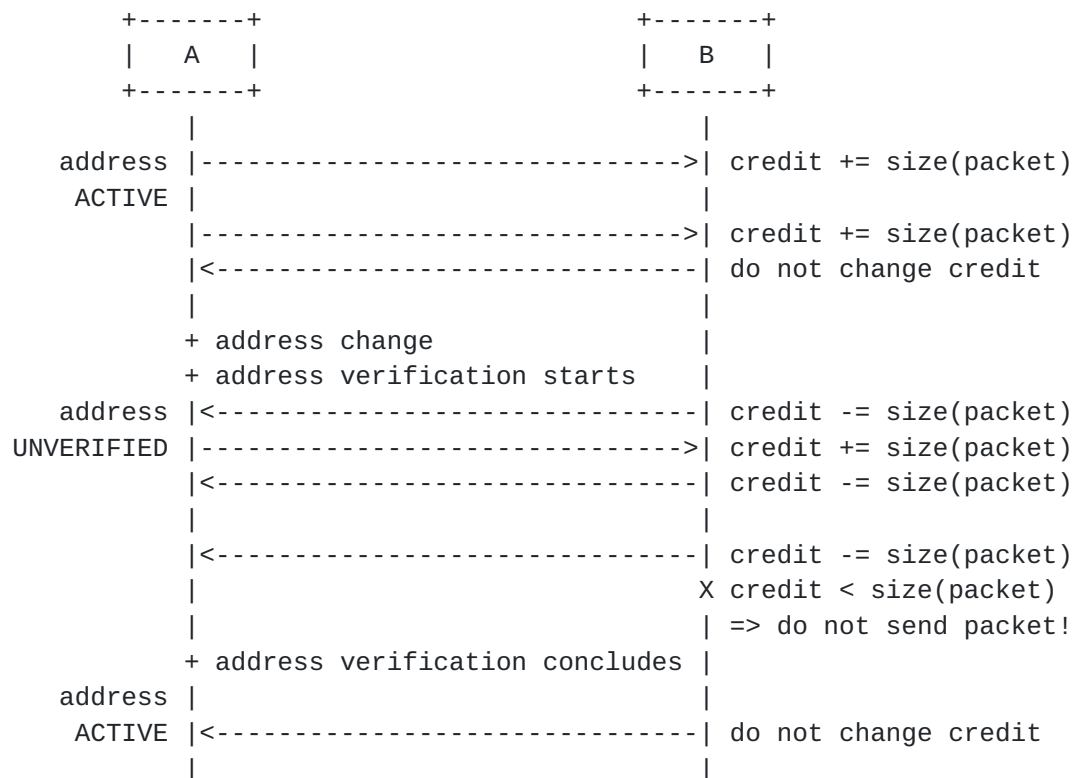 +-------+                        +-------+
|   A   |                        |   B   |
+-------+                        +-------+
    |                                |
address |------------------------------->| credit += size(packet)
ACTIVE |                                |
|------------------------------->| credit += size(packet)
|<-------------------------------| do not change credit
|                                |
+ address change                 |
+ address verification starts    |
address |<-------------------------------| credit -= size(packet)
UNVERIFIED |------------------------------->| credit += size(packet)
|<-------------------------------| credit -= size(packet)
|                                |
|<-------------------------------| credit -= size(packet)
|                                X credit < size(packet)
|                                | => do not send packet!
+ address verification concludes |
address |                                |
ACTIVE |<-------------------------------| do not change credit
|                                |